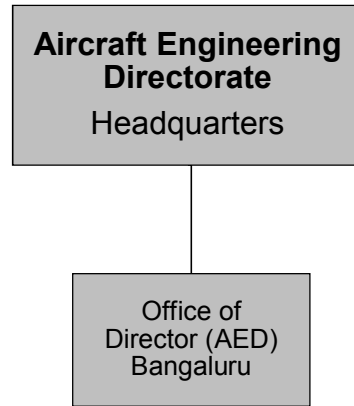 Aircraft Engineering
Directorate
Headquarters
Office of
Director (AED)
Bangaluru